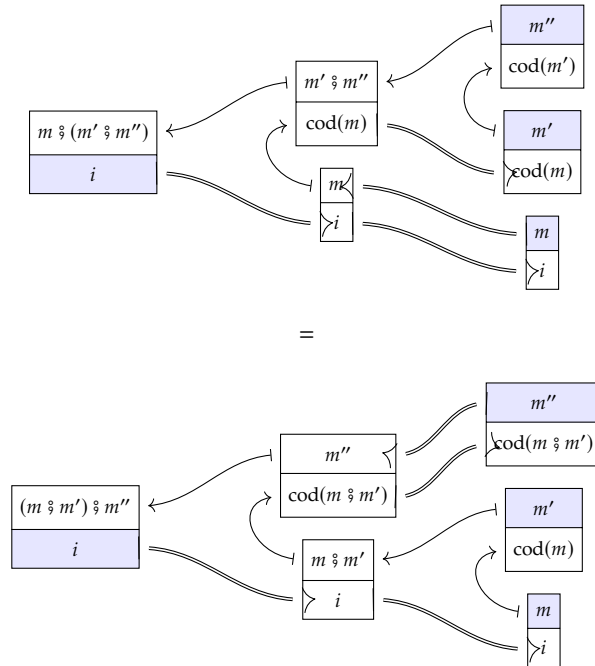 m″
m′ ⨟ m″
cod(m′)
m ⨟ (m′ ⨟ m″)
cod(m)
m′
i
m
cod(m)
i
m
i
=
m″
m″
cod(m ⨟ m′)
(m ⨟ m′) ⨟ m″
cod(m ⨟ m′)
m′
i
m ⨟ m′
cod(m)
i
m
i